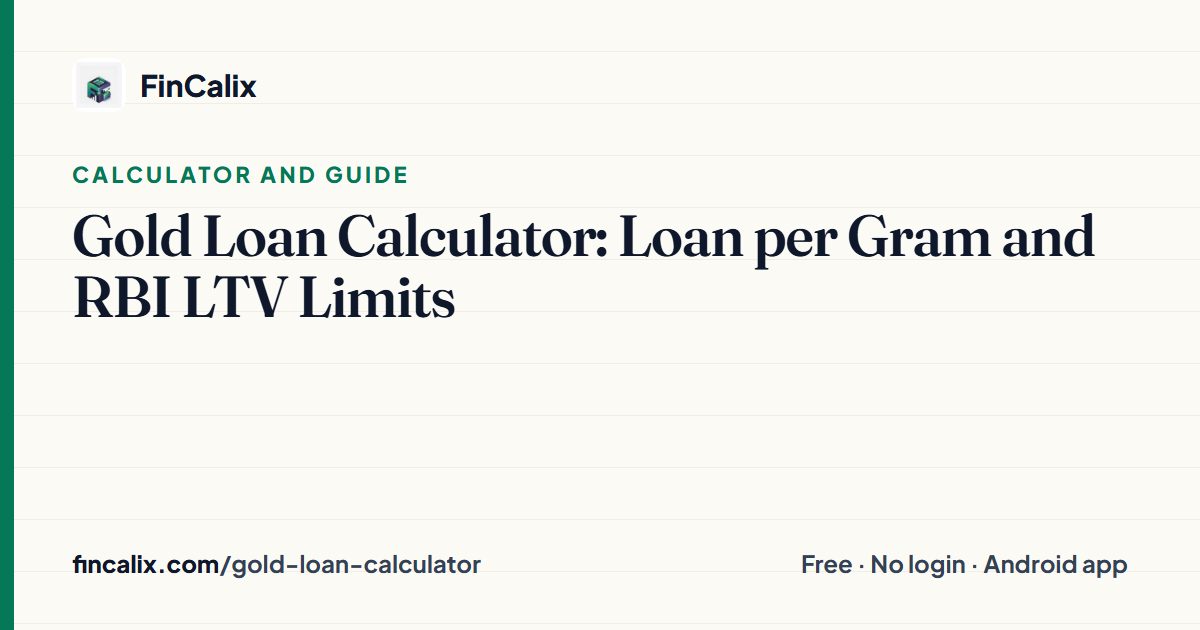 FinCalix
CALCULATOR AND GUIDE
Gold Loan Calculator: Loan per Gram and
RBI LTV Limits
fincalix.com/gold-loan-calculator
Free · No login · Android app